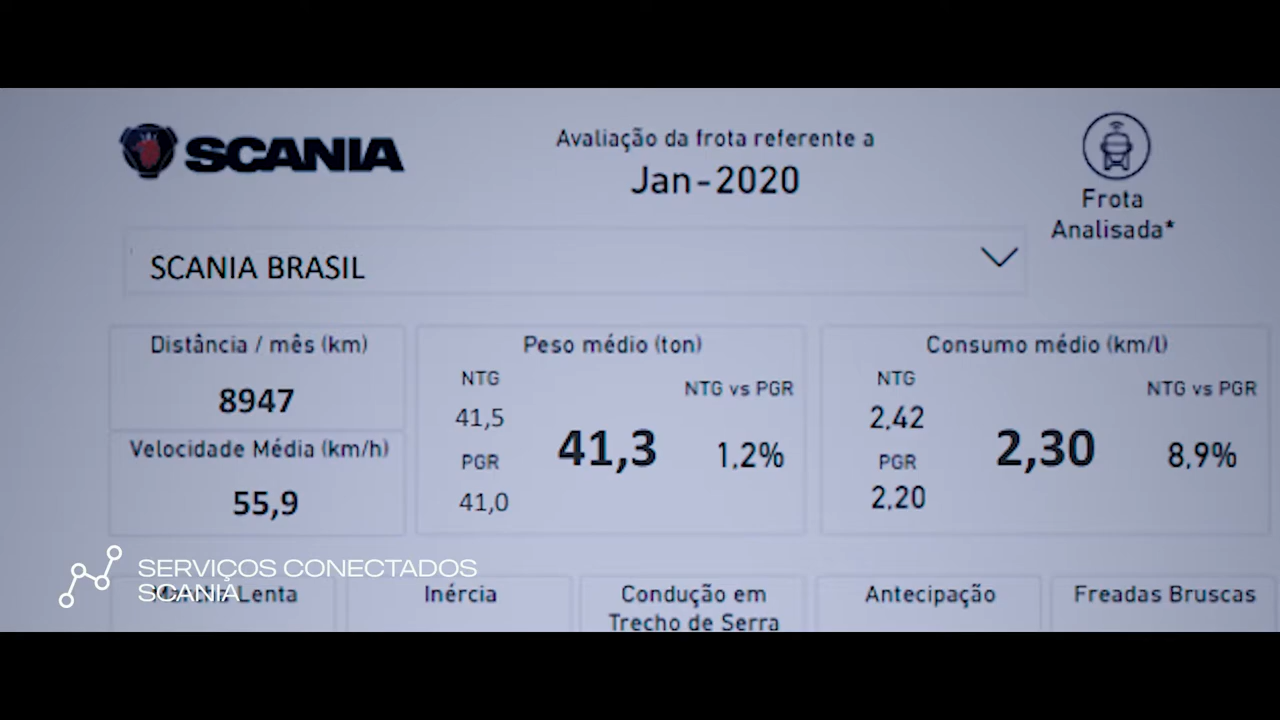 SCANIA
Avaliação da frota referente a
Jan-2020
Frota
Analisada*
SCANIA BRASIL
Distância / mês (km)
8947
Velocidade Média (km/h)
55,9
Peso médio (ton)
NTG
41,5
PGR
41,0
41,3
NTG vs PGR
1,2%
Consumo médio (km/l)
NTG
2,42
PGR
2,20
2,30
NTG vs PGR
8,9%
SERVIÇOS CONECTADOS
SCANIA
Lenta
Inércia
Condução em
Trecho de Serra
Antecipação
Freadas Bruscas